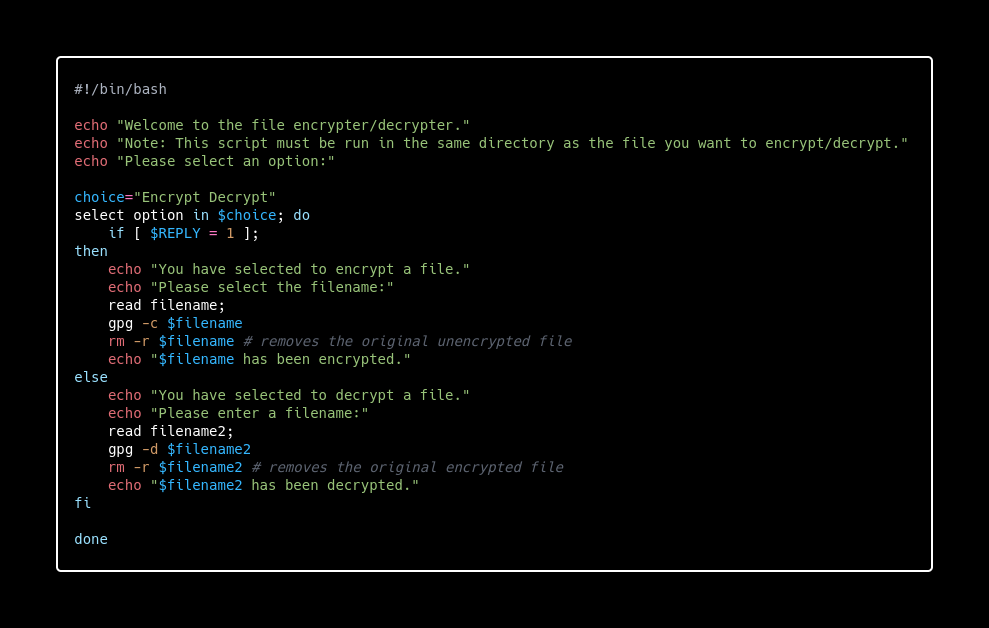 #!/bin/bash

echo "Welcome to the file encrypter/decrypter."
echo "Note: This script must be run in the same directory as the file you want to encrypt/decrypt."
echo "Please select an option:"

choice="Encrypt Decrypt"
select option in $choice; do
    if [ $REPLY = 1 ];
then
    echo "You have selected to encrypt a file."
    echo "Please select the filename:"
    read filename;
    gpg -c $filename
    rm -r $filename # removes the original unencrypted file
    echo "$filename has been encrypted."
else
    echo "You have selected to decrypt a file."
    echo "Please enter a filename:"
    read filename2;
    gpg -d $filename2
    rm -r $filename2 # removes the original encrypted file
    echo "$filename2 has been decrypted."
fi

done